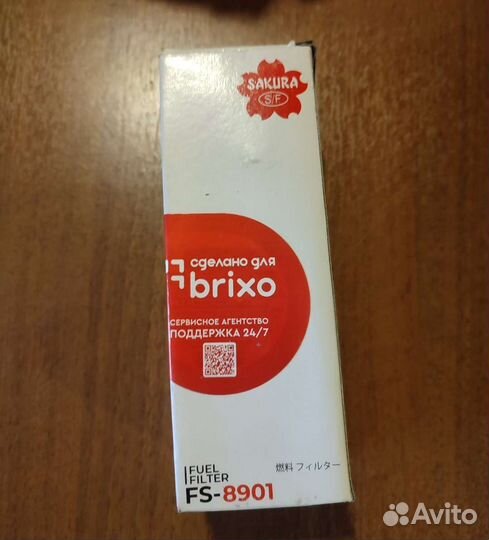 SAKURA
S/F
сделано для
brixo
СЕРВИСНОЕ АГЕНТСТВО
ПОДДЕРЖКА 24/7
FUEL
FILTER
燃料 フィルター
FS-8901
Avito